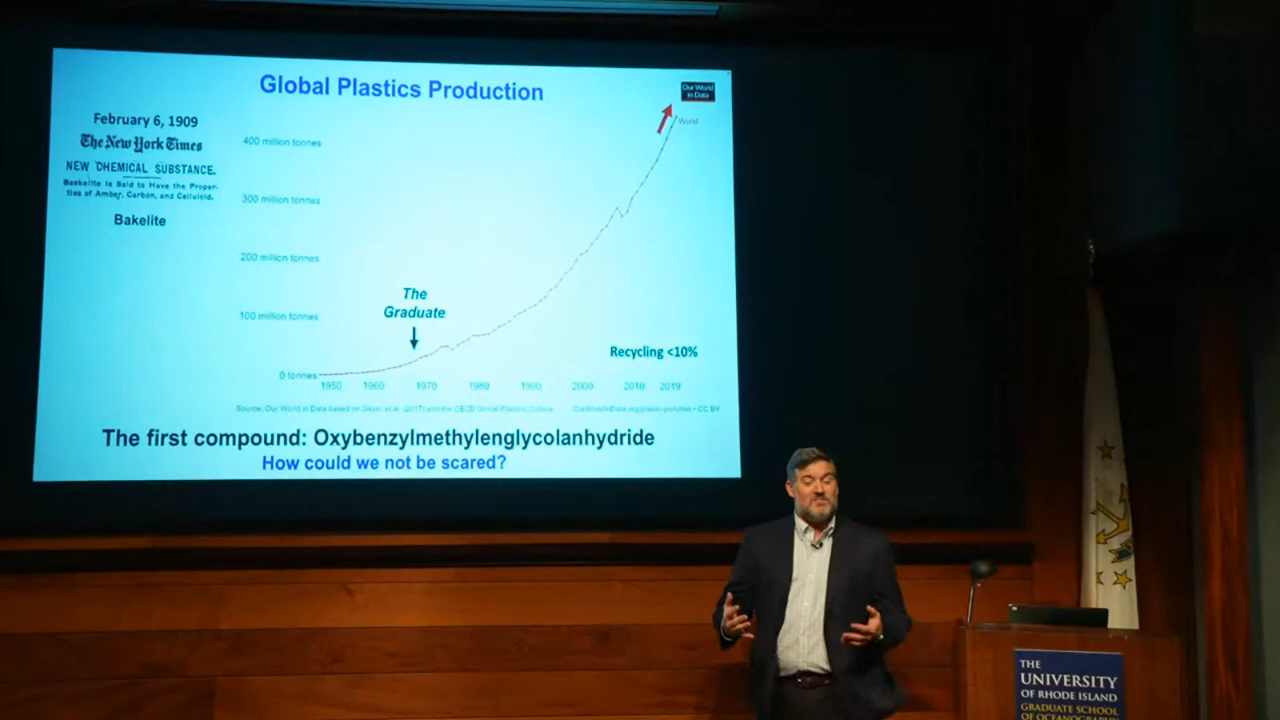 Global Plastics Production
Our World
in Data
February 6, 1909
The New York Times
NEW CHEMICAL SUBSTANCE.
Bakelite is Said to Have the Proper-
ties of Amber, Carbon, and Celluloid.
Bakelite
World
400 million tonnes
300 million tonnes
200 million tonnes
100 million tonnes
0 tonnes
The
Graduate
Recycling <10%
1950 1960 1970 1980 1990 2000 2010 2019
Source: Our World in Data based on Geyer et al. (2017) and the OECD Global Plastics Outlook
OurWorldInData.org/plastic-pollution • CC BY
The first compound: Oxybenzylmethylenglycolanhydride
How could we not be scared?
THE
UNIVERSITY
OF RHODE ISLAND
GRADUATE SCHOOL
OF OCEANOGRAPHY